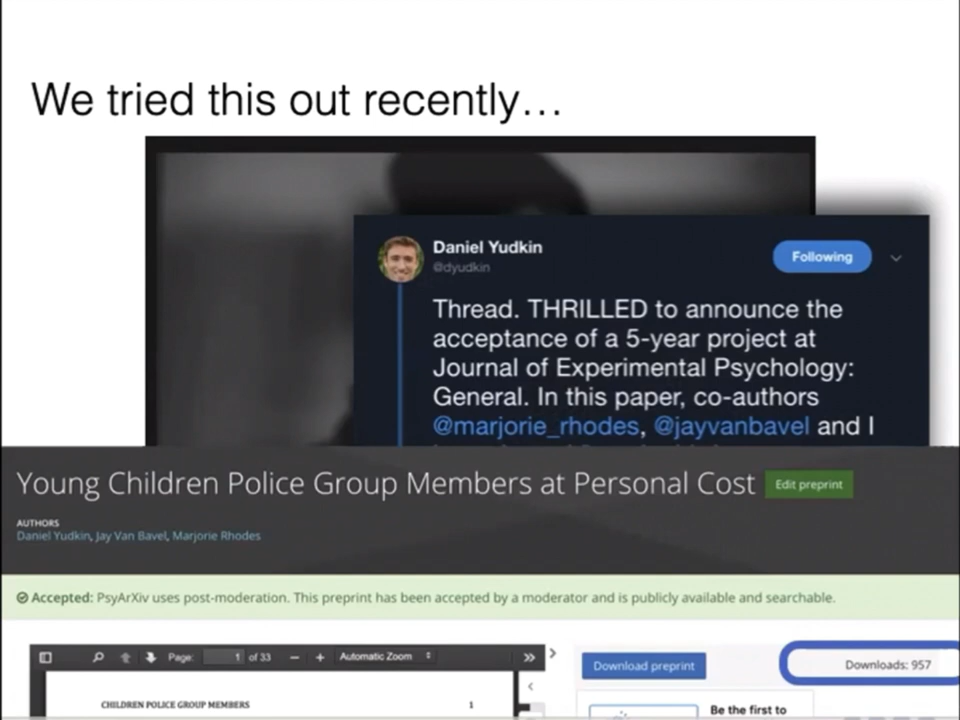 We tried this out recently…
Daniel Yudkin
@dyudkin
Following
Thread. THRILLED to announce the
acceptance of a 5-year project at
Journal of Experimental Psychology:
General. In this paper, co-authors
@marjorie_rhodes, @jayvanbavel and I
Young Children Police Group Members at Personal Cost
Edit preprint
AUTHORS
Daniel Yudkin, Jay Van Bavel, Marjorie Rhodes
Accepted: PsyArXiv uses post-moderation. This preprint has been accepted by a moderator and is publicly available and searchable.
Page: 1 of 33 − + Automatic Zoom
Download preprint
Downloads: 957
CHILDREN POLICE GROUP MEMBERS 1
Be the first to